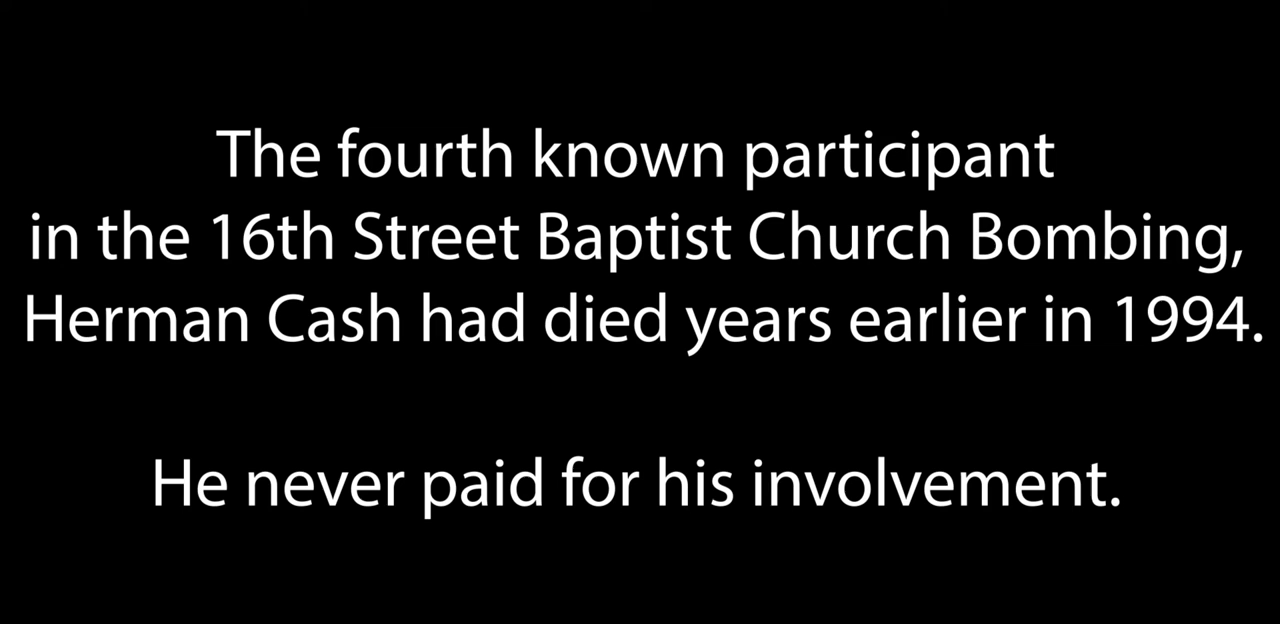 The fourth known participant
in the 16th Street Baptist Church Bombing,
Herman Cash had died years earlier in 1994.
He never paid for his involvement.